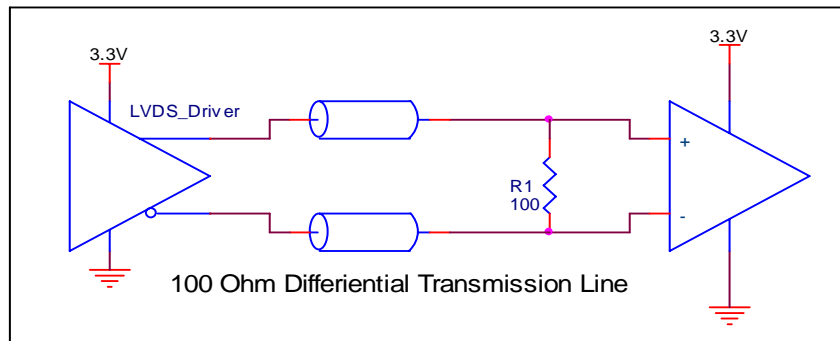 3.3V
3.3V
LVDS_Driver
+
R1
100
-
100 Ohm Differiential Transmission Line